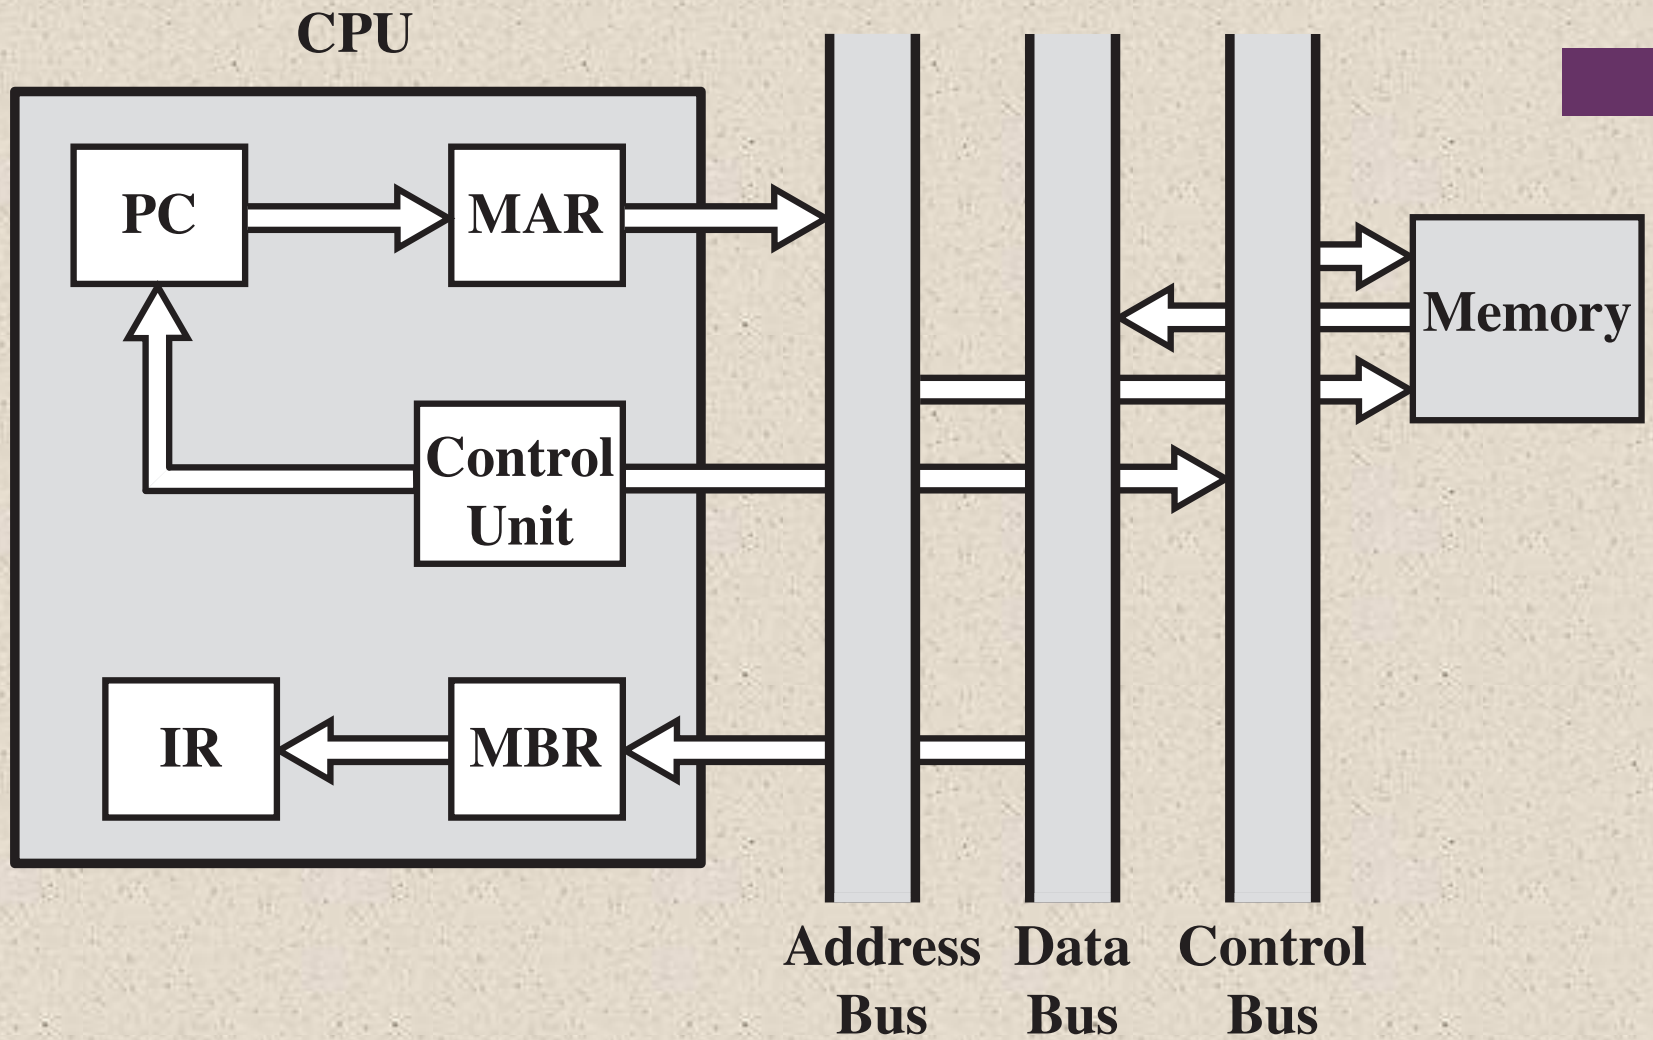 CPU
PC
MAR
Memory
Control
Unit
IR
MBR
Address
Bus
Data
Bus
Control
Bus